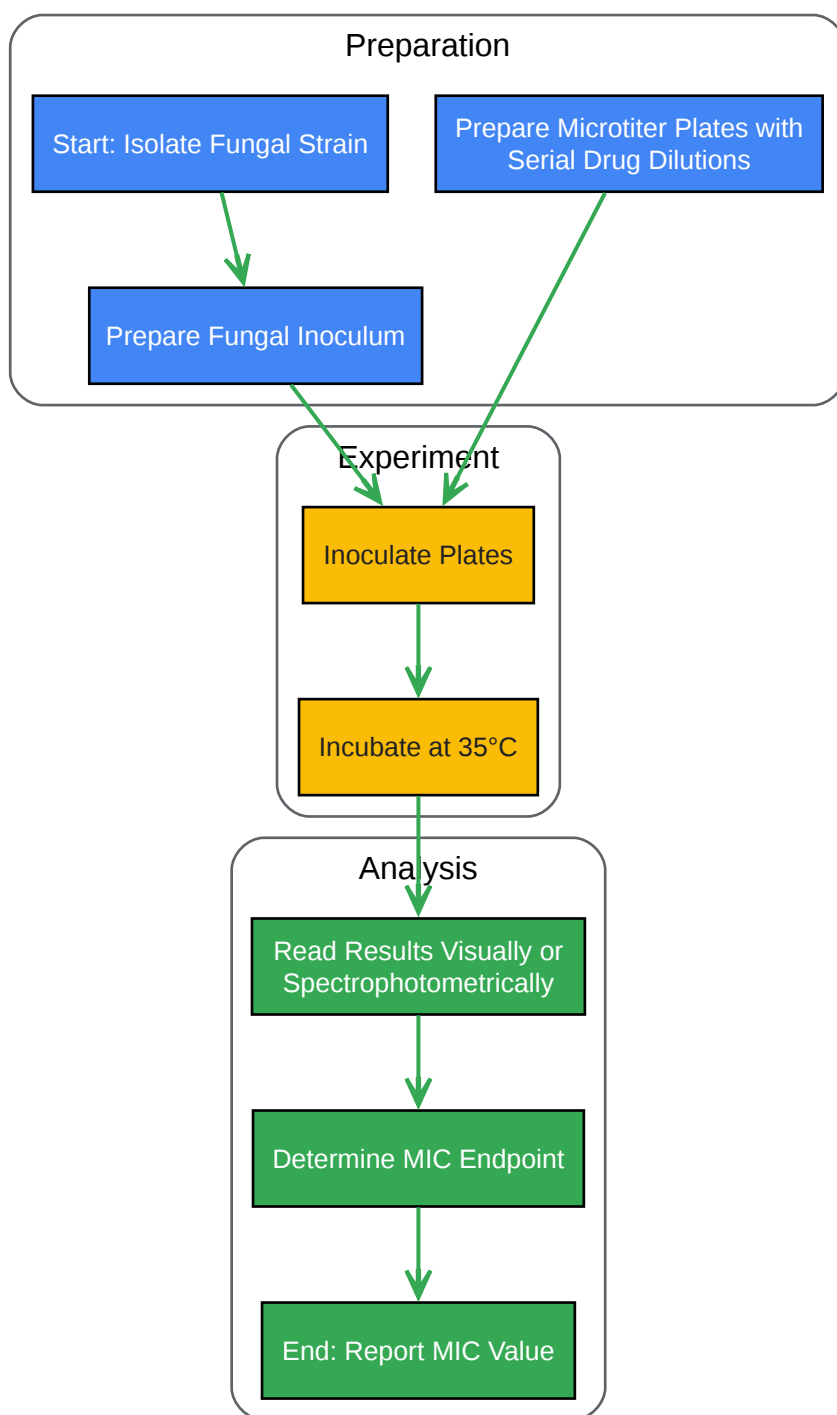 Preparation
Start: Isolate Fungal Strain
Prepare Microtiter Plates with
Serial Drug Dilutions
Prepare Fungal Inoculum
Experiment
Inoculate Plates
Incubate at 35°C
Analysis
Read Results Visually or
Spectrophotometrically
Determine MIC Endpoint
End: Report MIC Value